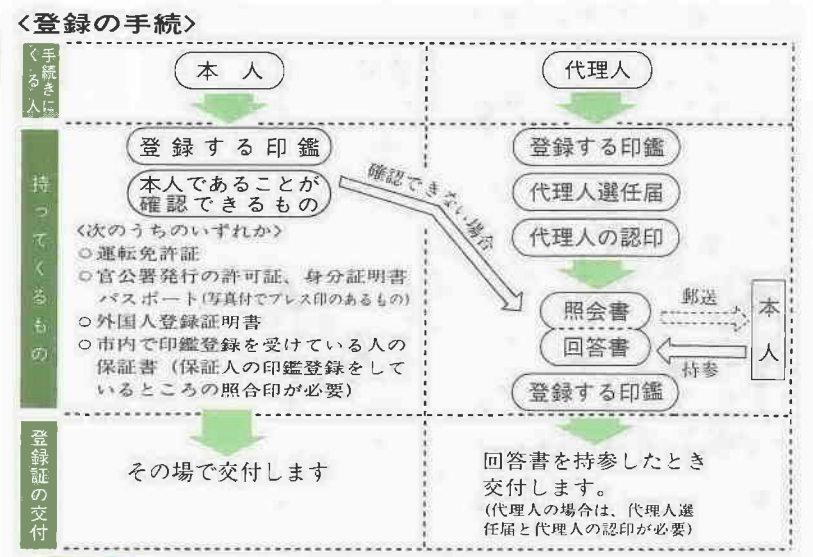 <登録の手続>
手続きに
くる人
本 人
代理人
持ってくるもの
登録する印鑑
本人であることが
確認できるもの
<次のうちのいずれか>
○運転免許証
○官公署発行の許可証、身分証明書
パスポート(写真付でプレス印のあるもの)
○外国人登録証明書
○市内で印鑑登録を受けている人の
保証書(保証人の印鑑登録をして
いるところの照合印が必要)
確認できない場合
登録する印鑑
代理人選任届
代理人の認印
照会書
郵送
本人
回答書
持参
登録する印鑑
登録証の交付
その場で交付します
回答書を持参したとき
交付します。
(代理人の場合は、代理人選
任届と代理人の認印が必要)